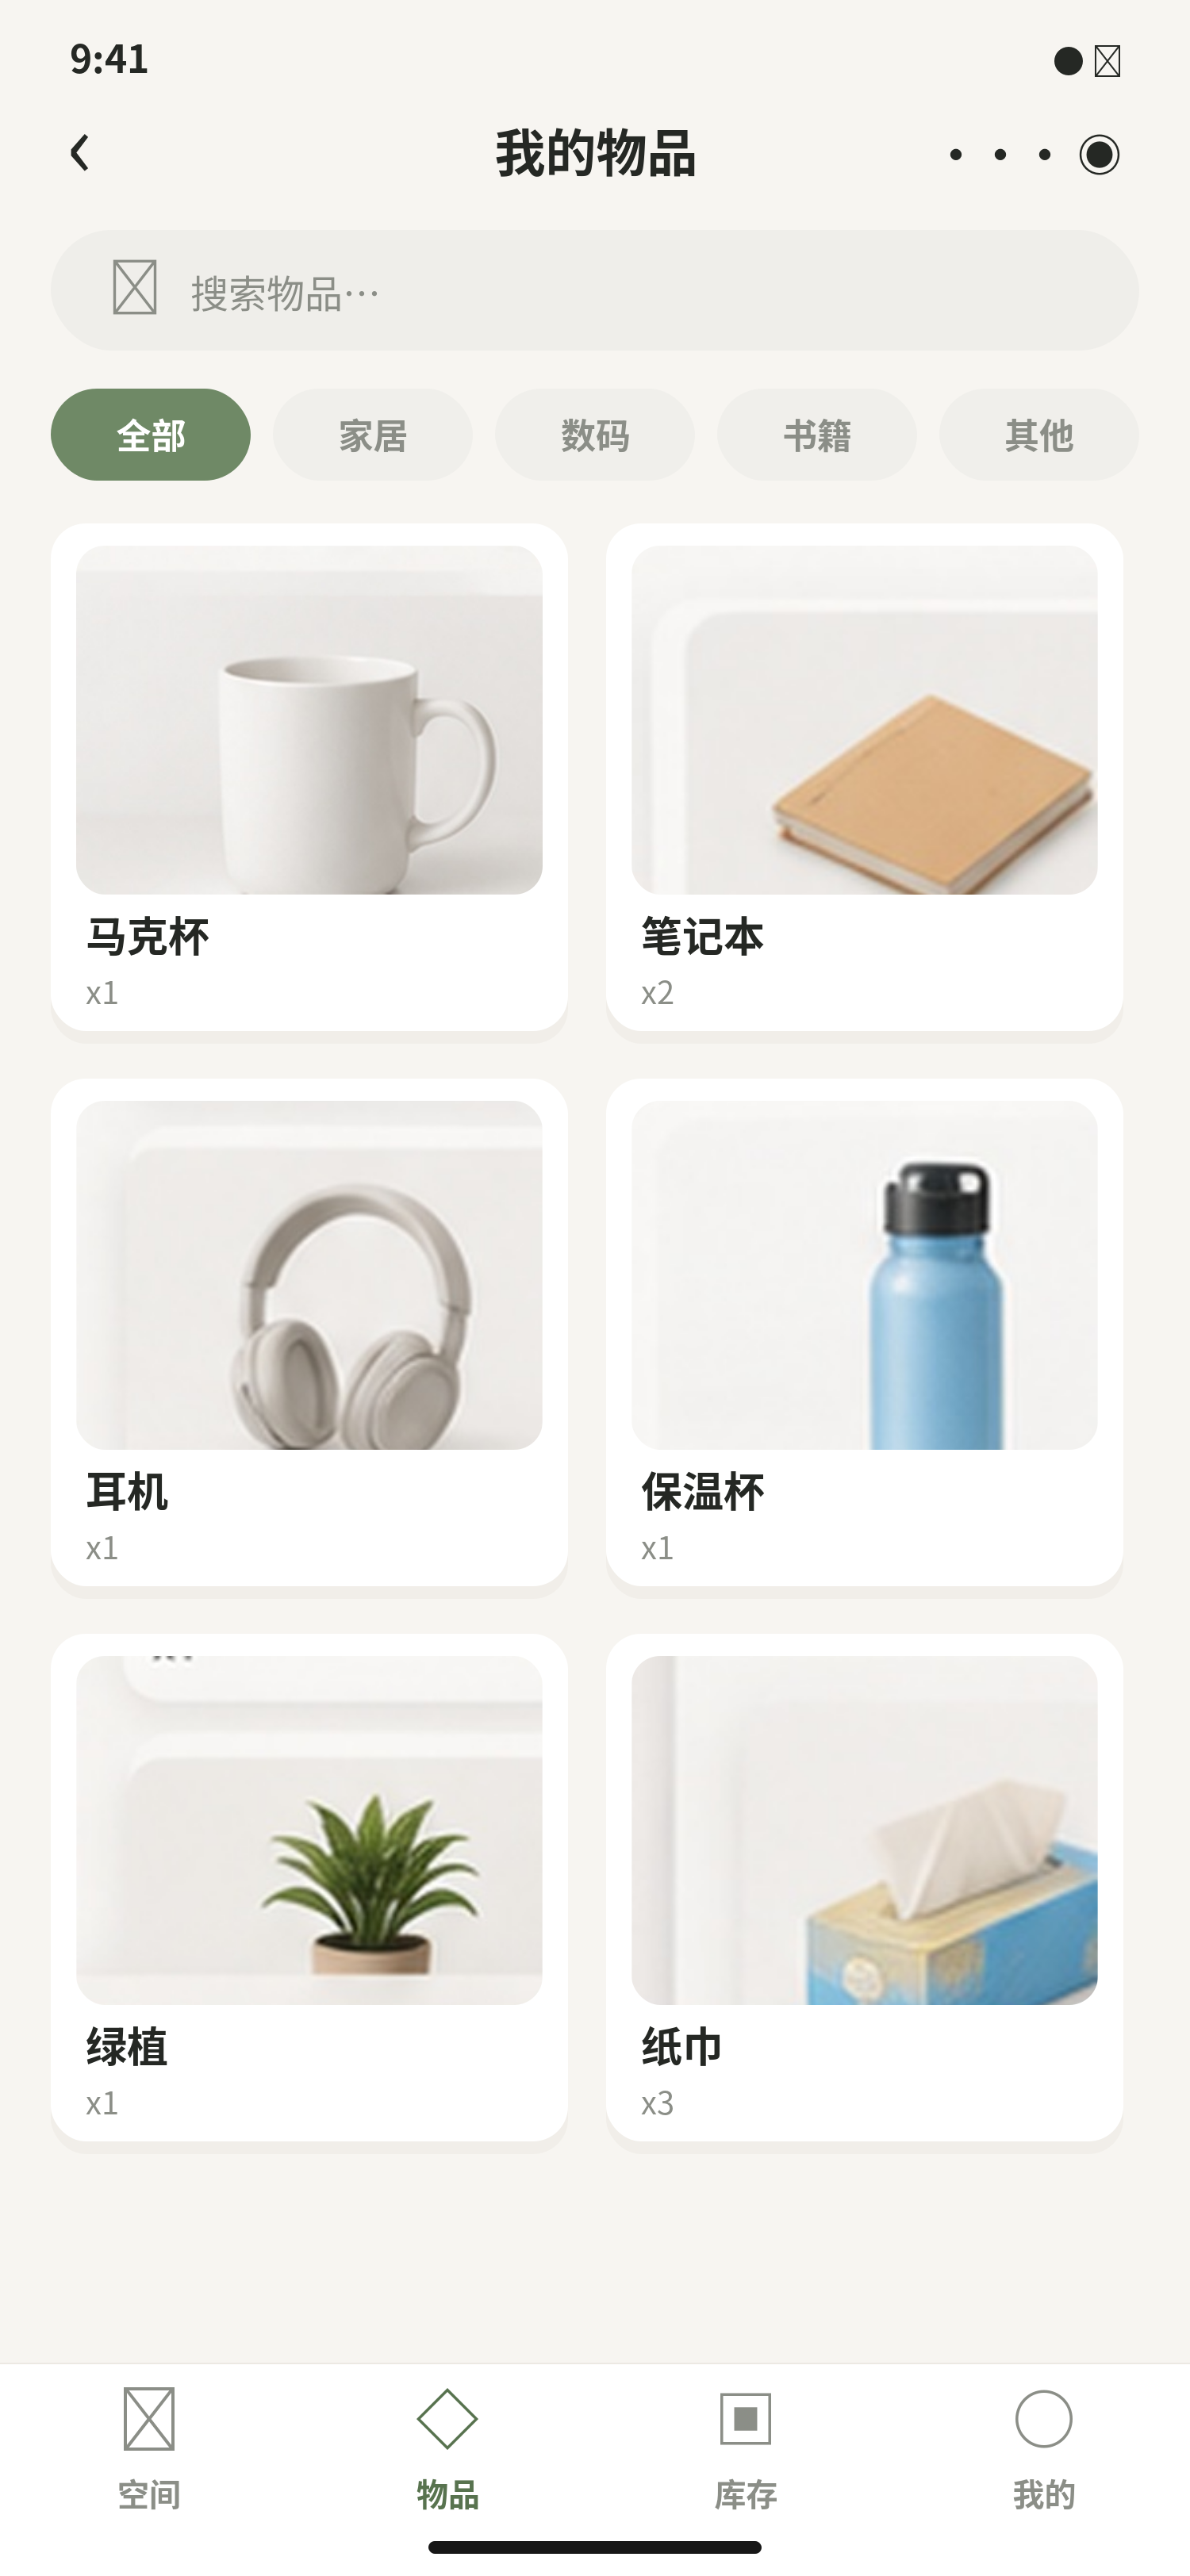 9:41
我的物品
搜索物品…
全部 家居 数码 书籍 其他
马克杯 笔记本
x1 x2
耳机 保温杯
x1 x1
绿植 纸巾
x1 x3
空间 物品 库存 我的